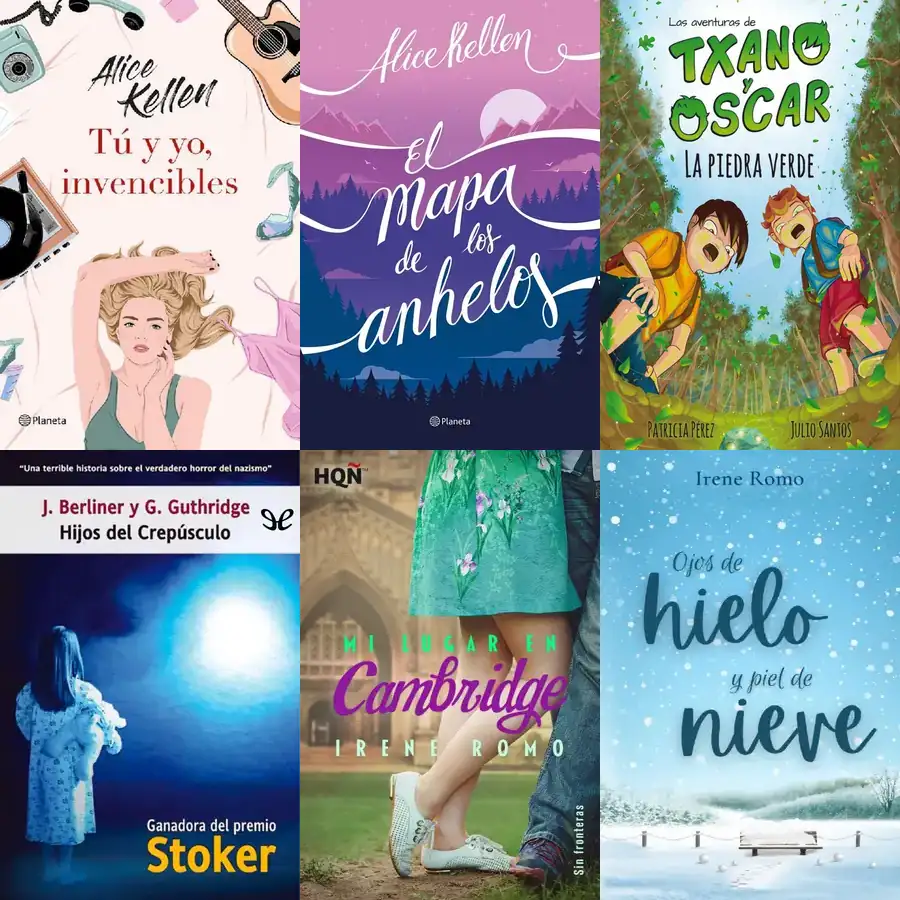 Alice
Kellen
Tú y yo,
invencibles
Planeta
Alice Kellen
El
mapa
de los
anhelos
Planeta
Las aventuras de
TXANO
y
ÓSCAR
LA PIEDRA VERDE
PATRICIA PÉREZ
JULIO SANTOS
"Una terrible historia sobre el verdadero horror del nazismo"
J. Berliner y G. Guthridge
Hijos del Crepúsculo
Ganadora del premio
Stoker
HQÑ
MI LUGAR EN
Cambridge
IRENE ROMO
Sin fronteras
Irene Romo
Ojos de
hielo
y piel de
nieve